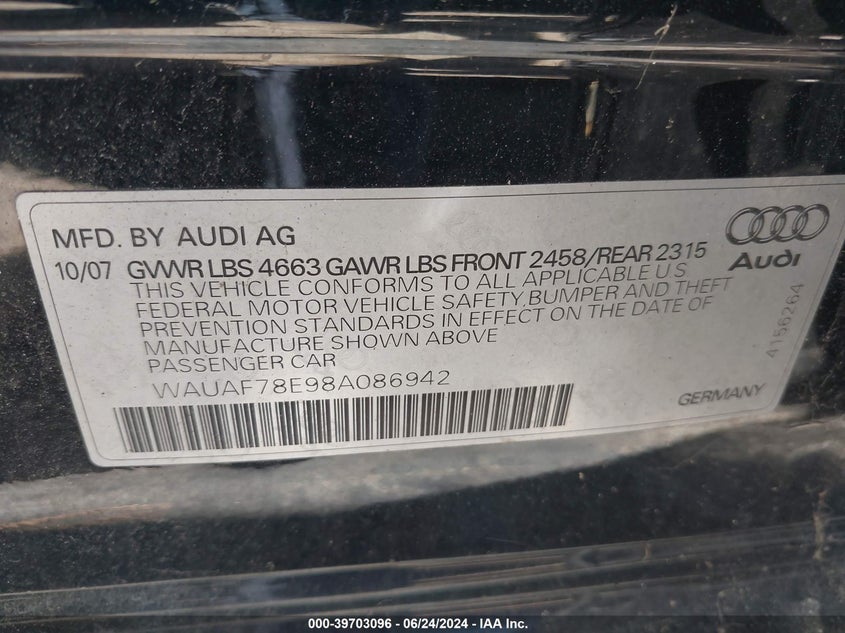 MFD. BY AUDI AG
10/07 GVWR LBS 4663 GAWR LBS FRONT 2458/REAR 2315
THIS VEHICLE CONFORMS TO ALL APPLICABLE U S
FEDERAL MOTOR VEHICLE SAFETY, BUMPER AND THEFT
PREVENTION STANDARDS IN EFFECT ON THE DATE OF
MANUFACTURE SHOWN ABOVE
PASSENGER CAR
WAUAF78E98A086942
Audi
4156264
GERMANY
000-39703096 - 06/24/2024 - IAA Inc.